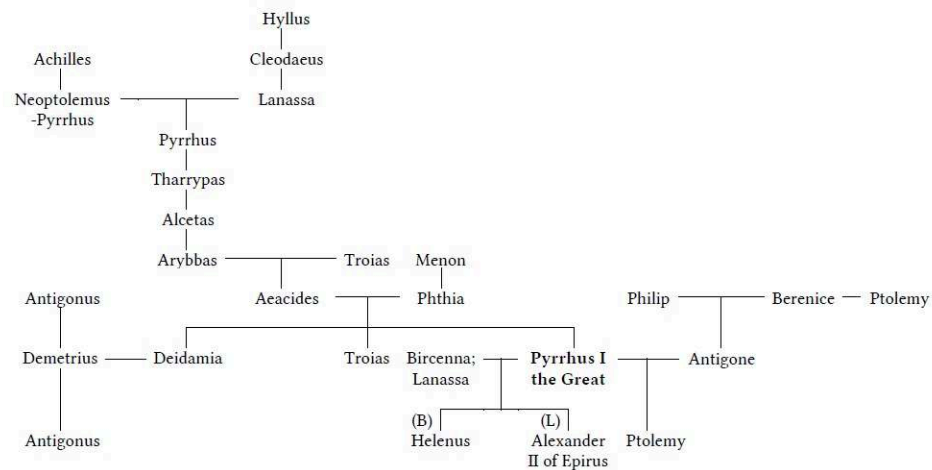 Hyllus
Achilles Cleodaeus
Neoptolemus Lanassa
-Pyrrhus
Pyrrhus
Tharrypas
Alcetas
Arybbas Troias Menon
Antigonus Aeacides Phthia Philip Berenice Ptolemy
Demetrius Deidamia Troias Bircenna; Pyrrhus I Antigone
Lanassa the Great
(B) (L)
Antigonus Helenus Alexander Ptolemy
II of Epirus